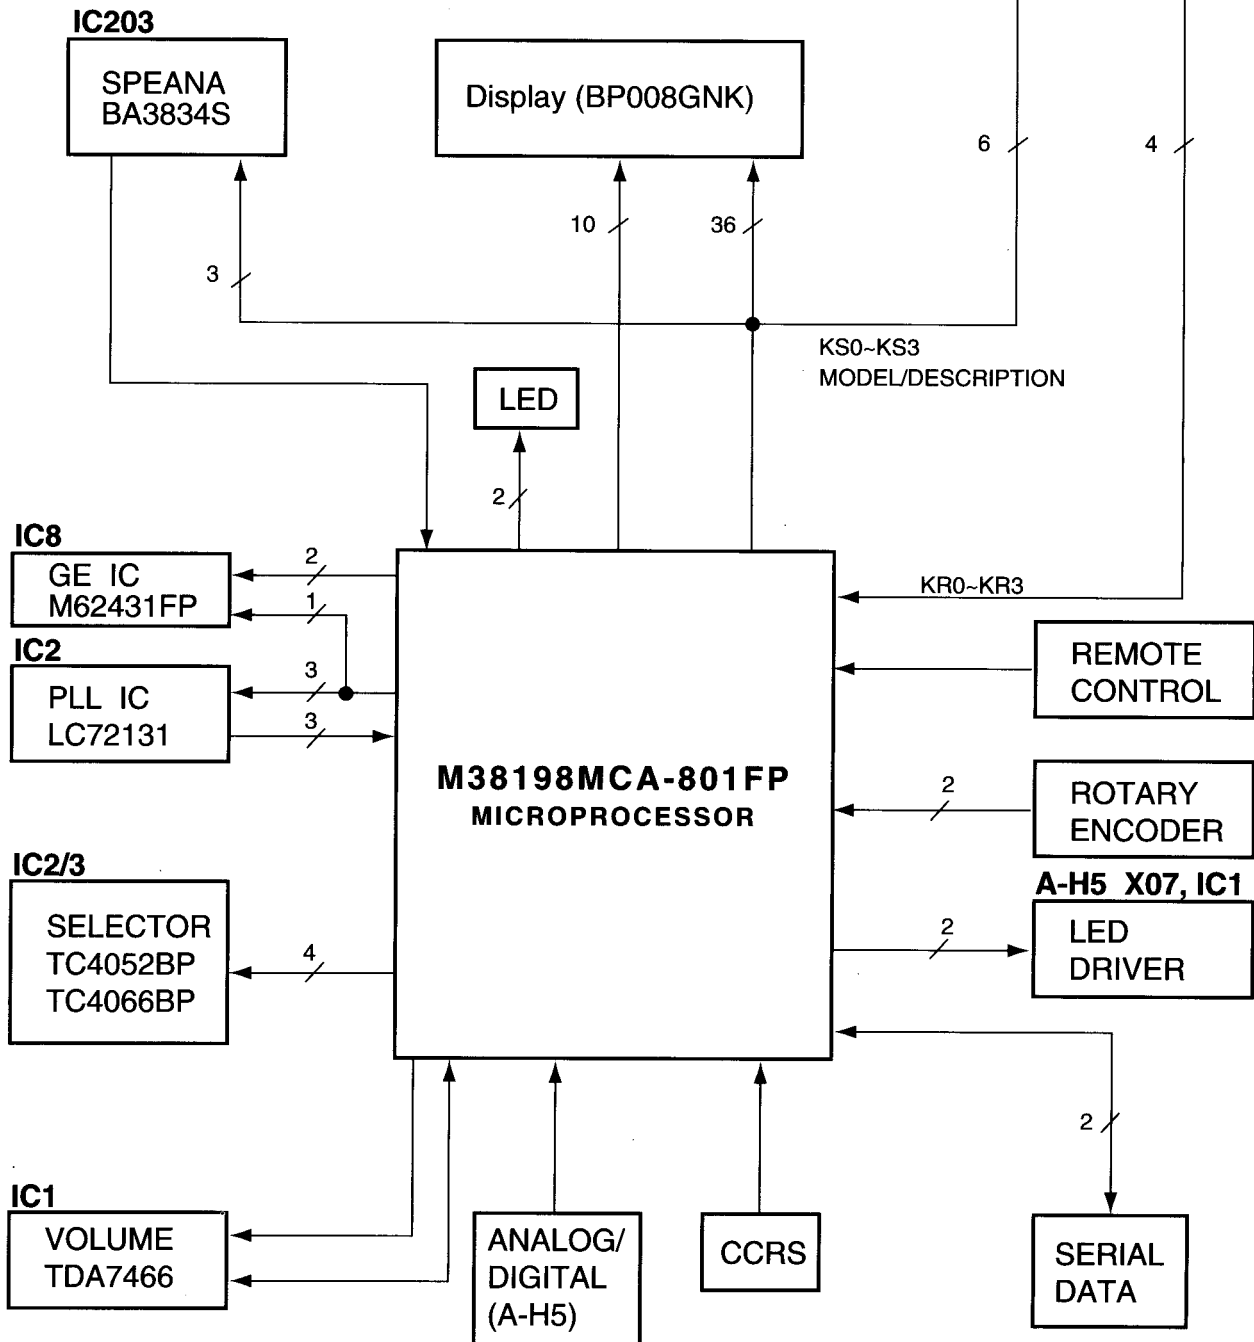 IC203
SPEANA
BA3834S
Display (BP008GNK)
6
4
10
36
3
KS0~KS3
MODEL/DESCRIPTION
LED
2
IC8
GE IC
M62431FP
2
1
KR0~KR3
IC2
PLL IC
LC72131
3
3
REMOTE
CONTROL
M38198MCA-801FP
MICROPROCESSOR
2
ROTARY
ENCODER
IC2/3
SELECTOR
TC4052BP
TC4066BP
4
A-H5 X07, IC1
2
LED
DRIVER
2
IC1
VOLUME
TDA7466
ANALOG/
DIGITAL
(A-H5)
CCRS
SERIAL
DATA